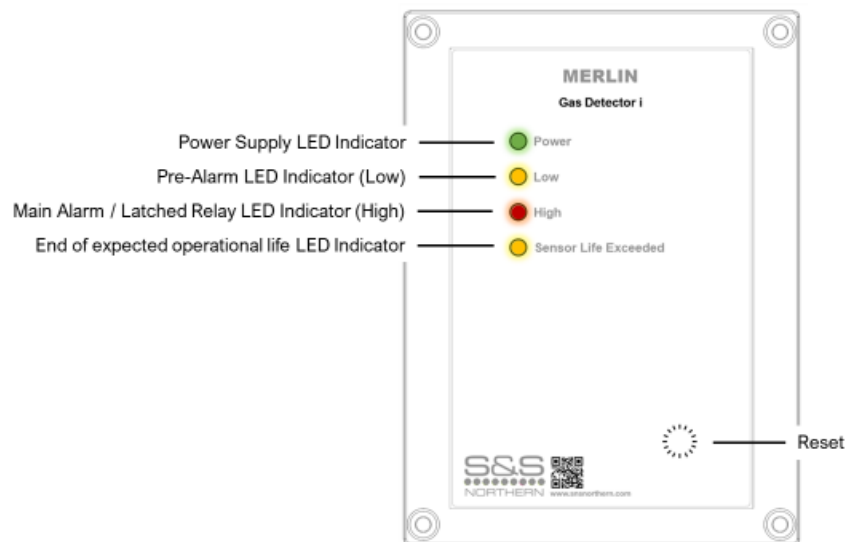 MERLIN
Gas Detector i
Power Supply LED Indicator
Power
Pre-Alarm LED Indicator (Low)
Low
Main Alarm / Latched Relay LED Indicator (High)
High
End of expected operational life LED Indicator
Sensor Life Exceeded
Reset
S&S
NORTHERN
www.snsnorthern.com